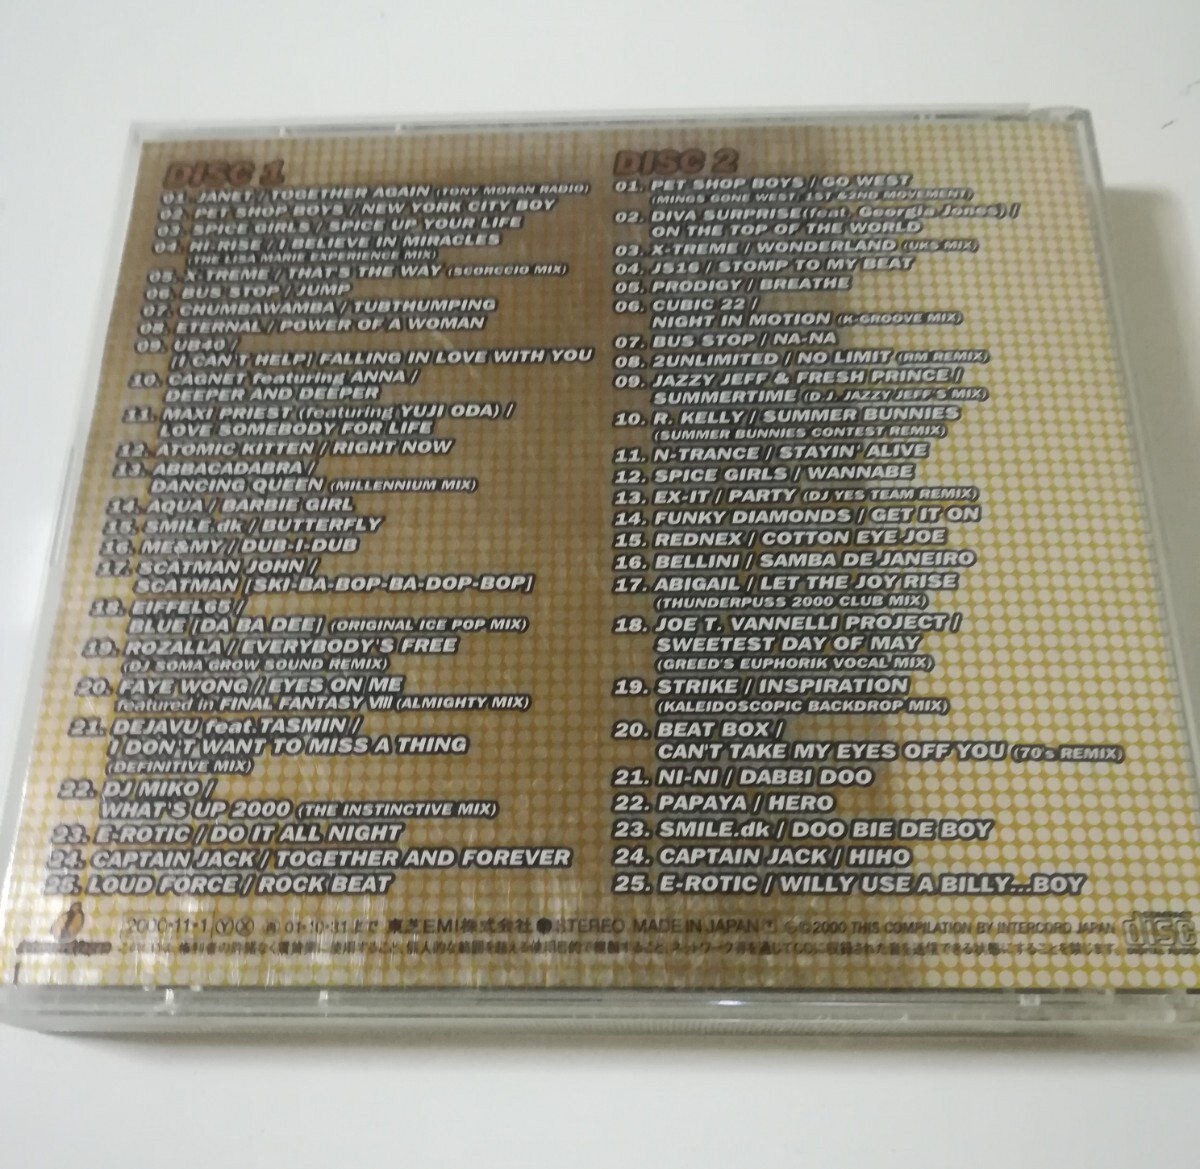 DISC 1
01. JANET / TOGETHER AGAIN (TONY MORAN RADIO)
02. PET SHOP BOYS / NEW YORK CITY BOY
03. SPICE GIRLS / SPICE UP YOUR LIFE
04. HI-RISE / I BELIEVE IN MIRACLES
(THE LISA MARIE EXPERIENCE MIX)
05. X-TREME / THAT'S THE WAY (SCORCCIO MIX)
06. BUS STOP / JUMP
07. CHUMBAWAMBA / TUBTHUMPING
08. ETERNAL / POWER OF A WOMAN
09. UB40 /
[I CAN'T HELP] FALLING IN LOVE WITH YOU
10. CAGNET featuring ANNA /
DEEPER AND DEEPER
11. MAXI PRIEST (featuring YUJI ODA) /
LOVE SOMEBODY FOR LIFE
12. ATOMIC KITTEN / RIGHT NOW
13. ABBACADABRA /
DANCING QUEEN (MILLENNIUM MIX)
14. AQUA / BARBIE GIRL
15. SMILE.dk / BUTTERFLY
16. ME&MY / DUB-I-DUB
17. SCATMAN JOHN /
SCATMAN [SKI-BA-BOP-BA-DOP-BOP]
18. EIFFEL65 /
BLUE [DA BA DEE] (ORIGINAL ICE POP MIX)
19. ROZALLA / EVERYBODY'S FREE
(DJ SOMA GROW SOUND REMIX)
20. FAYE WONG / EYES ON ME
featured in FINAL FANTASY VIII (ALMIGHTY MIX)
21. DEJAVU feat. TASMIN /
I DON'T WANT TO MISS A THING
(DEFINITIVE MIX)
22. DJ MIKO /
WHAT'S UP 2000 (THE INSTINCTIVE MIX)
23. E-ROTIC / DO IT ALL NIGHT
24. CAPTAIN JACK / TOGETHER AND FOREVER
25. LOUD FORCE / ROCK BEAT
DISC 2
01. PET SHOP BOYS / GO WEST
(MINGS GONE WEST: 1ST &2ND MOVEMENT)
02. DIVA SURPRISE(feat. Georgia Jones) /
ON THE TOP OF THE WORLD
03. X-TREME / WONDERLAND (UKS MIX)
04. JS16 / STOMP TO MY BEAT
05. PRODIGY / BREATHE
06. CUBIC 22 /
NIGHT IN MOTION (K-GROOVE MIX)
07. BUS STOP / NA-NA
08. 2UNLIMITED / NO LIMIT (RM REMIX)
09. JAZZY JEFF & FRESH PRINCE /
SUMMERTIME (D.J. JAZZY JEFF'S MIX)
10. R. KELLY / SUMMER BUNNIES
(SUMMER BUNNIES CONTEST REMIX)
11. N-TRANCE / STAYIN' ALIVE
12. SPICE GIRLS / WANNABE
13. EX-IT / PARTY (DJ YES TEAM REMIX)
14. FUNKY DIAMONDS / GET IT ON
15. REDNEX / COTTON EYE JOE
16. BELLINI / SAMBA DE JANEIRO
17. ABIGAIL / LET THE JOY RISE
(THUNDERPUSS 2000 CLUB MIX)
18. JOE T. VANNELLI PROJECT /
SWEETEST DAY OF MAY
(GREED'S EUPHORIK VOCAL MIX)
19. STRIKE / INSPIRATION
(KALEIDOSCOPIC BACKDROP MIX)
20. BEAT BOX /
CAN'T TAKE MY EYES OFF YOU (70's REMIX)
21. NI-NI / DABBI DOO
22. PAPAYA / HERO
23. SMILE.dk / DOO BIE DE BOY
24. CAPTAIN JACK / HIHO
25. E-ROTIC / WILLY USE A BILLY...BOY
2000・11・1 Ⓨ Ⓧ 再 01・10・31まで 東芝EMI株式会社 ●STEREO MADE IN JAPAN ℗©2000 THIS COMPILATION BY INTERCORD JAPAN disc